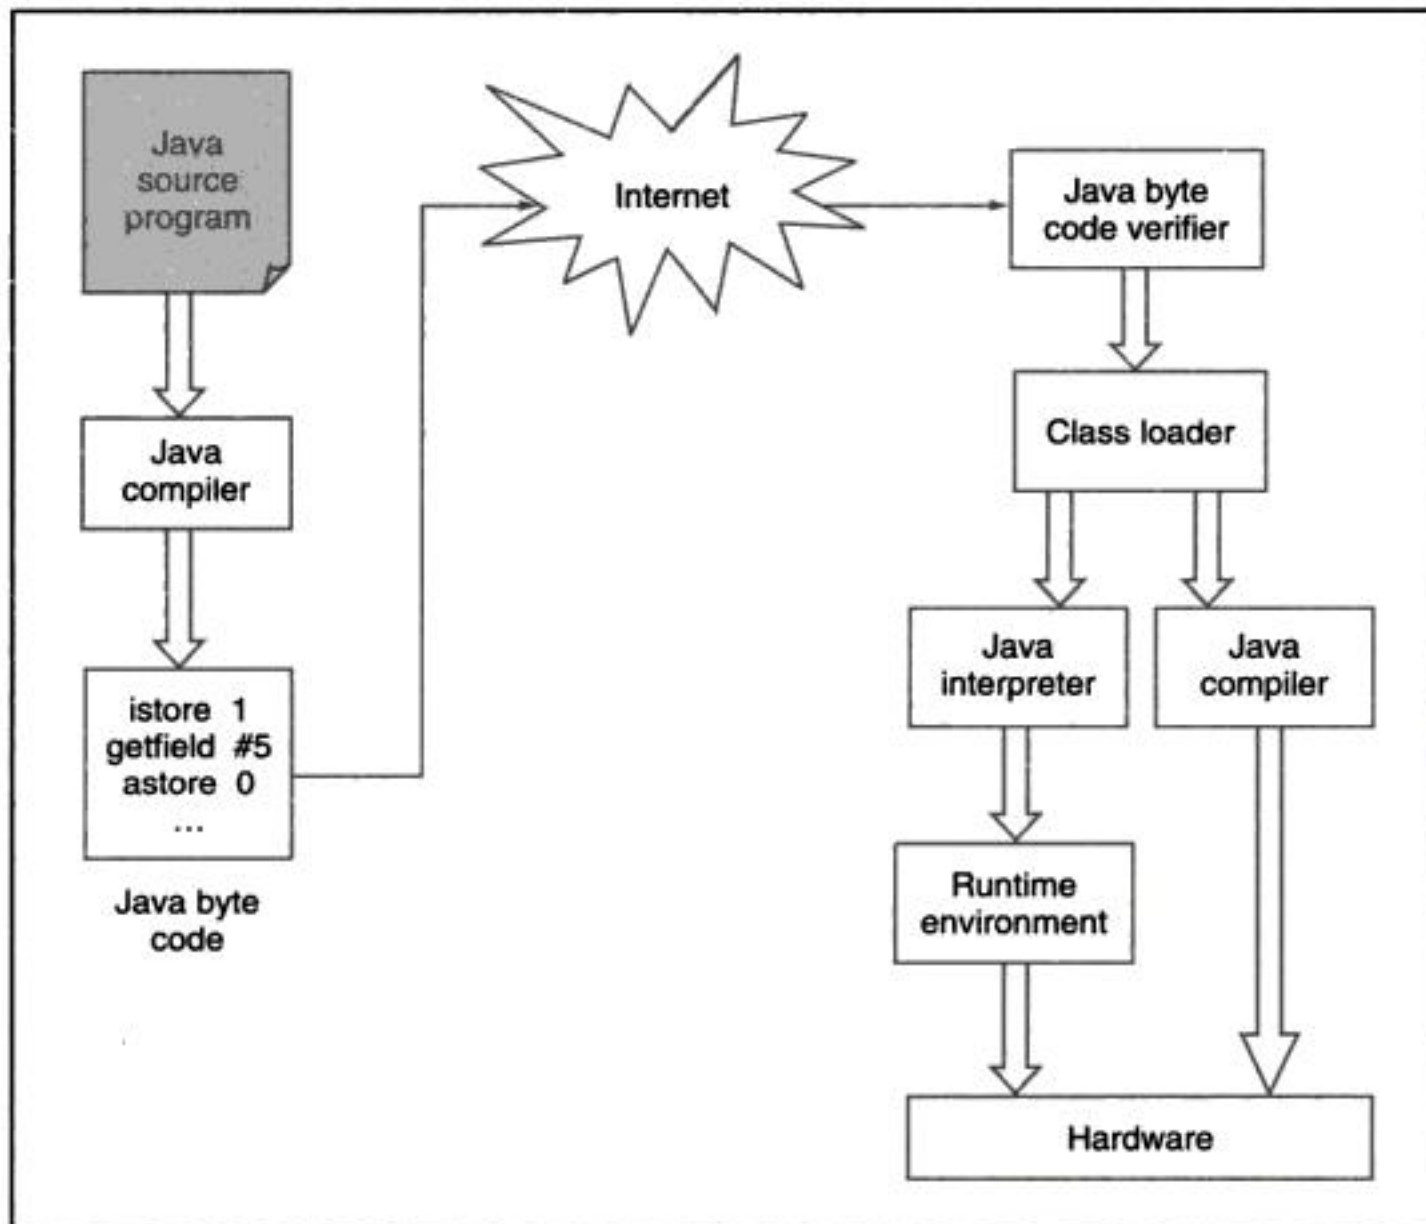 Java
source
program
Java
compiler
istore 1
getfield #5
astore 0
...
Java byte
code
Internet
Java byte
code verifier
Class loader
Java
interpreter
Java
compiler
Runtime
environment
Hardware